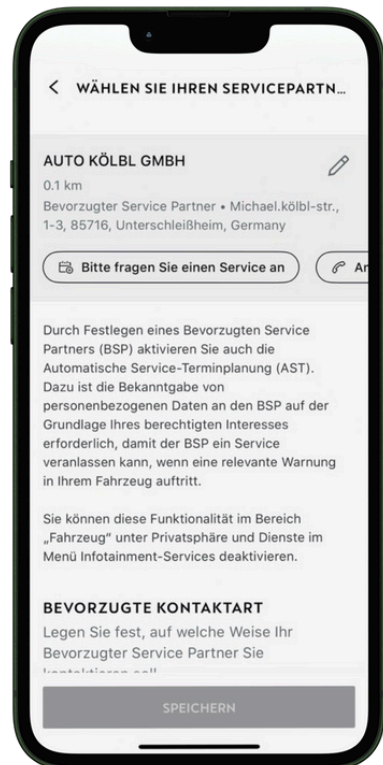 WÄHLEN SIE IHREN SERVICEPARTN...
AUTO KÖLBL GMBH
0.1 km
Bevorzugter Service Partner • Michael.kölbl-str.,
1-3, 85716, Unterschleißheim, Germany
Bitte fragen Sie einen Service an
Ar
Durch Festlegen eines Bevorzugten Service
Partners (BSP) aktivieren Sie auch die
Automatische Service-Terminplanung (AST).
Dazu ist die Bekanntgabe von
personenbezogenen Daten an den BSP auf der
Grundlage Ihres berechtigten Interesses
erforderlich, damit der BSP ein Service
veranlassen kann, wenn eine relevante Warnung
in Ihrem Fahrzeug auftritt.
Sie können diese Funktionalität im Bereich
„Fahrzeug" unter Privatsphäre und Dienste im
Menü Infotainment-Services deaktivieren.
BEVORZUGTE KONTAKTART
Legen Sie fest, auf welche Weise Ihr
Bevorzugter Service Partner Sie
SPEICHERN